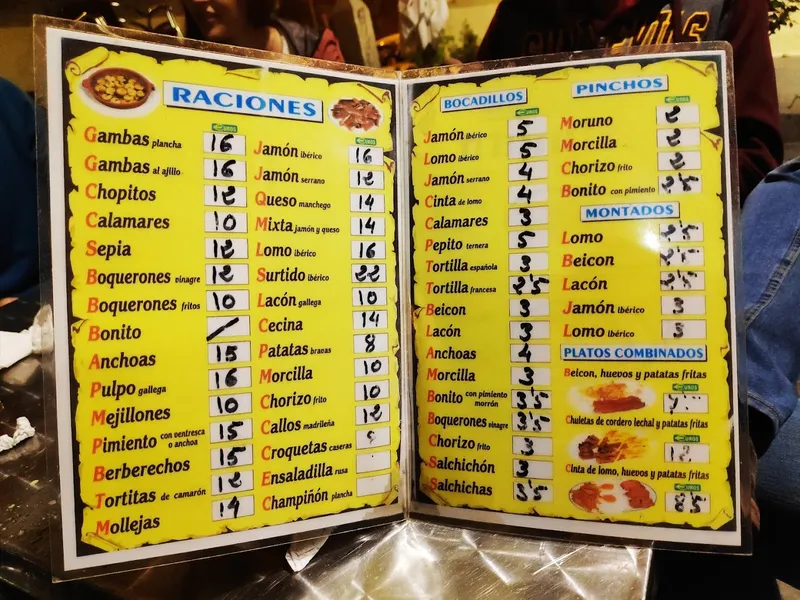 RACIONES
EUROS
Gambas plancha 16
Gambas al ajillo 16
Chopitos 12
Calamares 10
Sepia 12
Boquerones vinagre 12
Boquerones fritos 10
Bonito /
Anchoas 15
Pulpo gallega 16
Mejillones 10
Pimiento con ventresca o anchoa 15
Berberechos 15
Tortitas de camarón 12
Mollejas 14
EUROS
Jamón ibérico 16
Jamón serrano 12
Queso manchego 14
Mixta jamón y queso 14
Lomo ibérico 16
Surtido ibérico 22
Lacón gallega 10
Cecina 14
Patatas bravas 8
Morcilla 10
Chorizo frito 10
Callos madrileña 12
Croquetas caseras
Ensaladilla rusa
Champiñón plancha
BOCADILLOS
EUROS
Jamón ibérico 5
Lomo ibérico 5
Jamón serrano 4
Cinta de lomo 4
Calamares 3
Pepito ternera 5
Tortilla española 3
Tortilla francesa 2'5
Beicon 3
Lacón 3
Anchoas 4
Morcilla 3
Bonito con pimiento morrón 3'5
Boquerones vinagre 3'5
Chorizo frito 3
Salchichón 3
Salchichas 3'5
PINCHOS
EUROS
Moruno 2
Morcilla 2
Chorizo frito 2
Bonito con pimiento 2'5
MONTADOS
Lomo 2'5
Beicon 2'5
Lacón 2'5
Jamón ibérico 3
Lomo ibérico 3
PLATOS COMBINADOS
Beicon, huevos y patatas fritas
EUROS
Chuletas de cordero lechal y patatas fritas
EUROS
12
Cinta de lomo, huevos y patatas fritas
EUROS
8'5